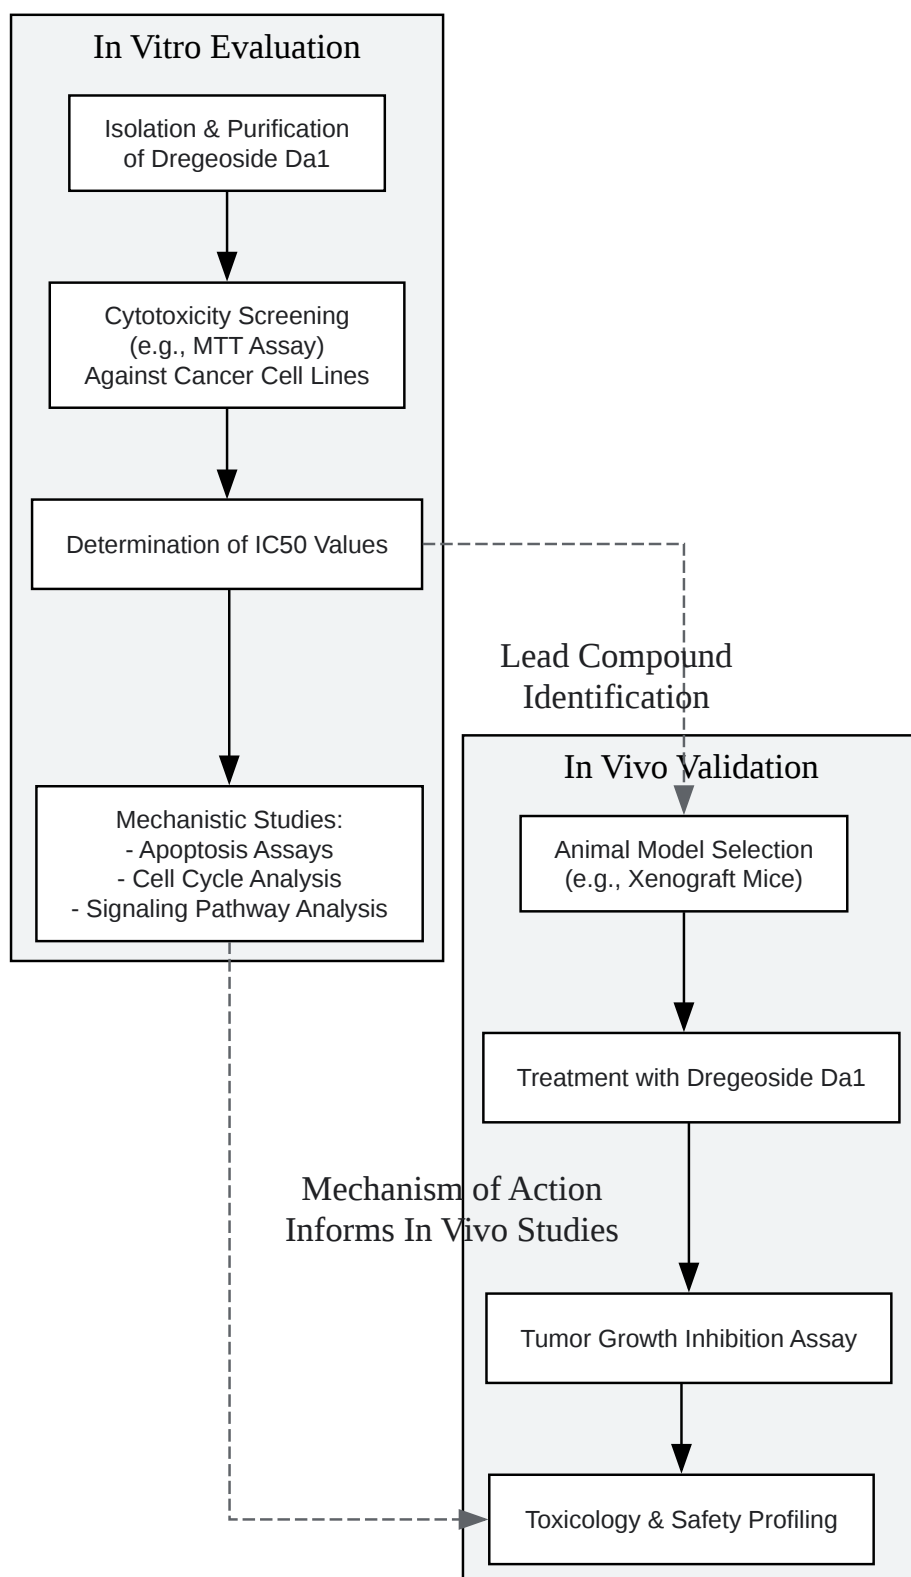 In Vitro Evaluation
Isolation & Purification
of Dregeoside Da1
Cytotoxicity Screening
(e.g., MTT Assay)
Against Cancer Cell Lines
Determination of IC50 Values
Mechanistic Studies:
- Apoptosis Assays
- Cell Cycle Analysis
- Signaling Pathway Analysis
Lead Compound
Identification
In Vivo Validation
Animal Model Selection
(e.g., Xenograft Mice)
Treatment with Dregeoside Da1
Mechanism of Action
Informs In Vivo Studies
Tumor Growth Inhibition Assay
Toxicology & Safety Profiling